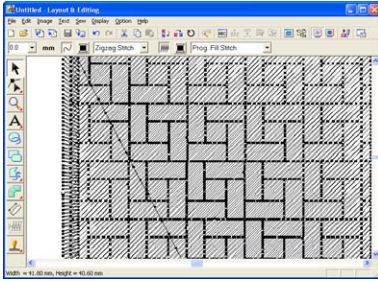 Untitled - Layout & Editing
File Edit Image Text Sew Display Option Help
0.0 mm Zigzag Stitch Prog. Fill Stitch
A
Width = 41.80 mm, Height = 40.60 mm